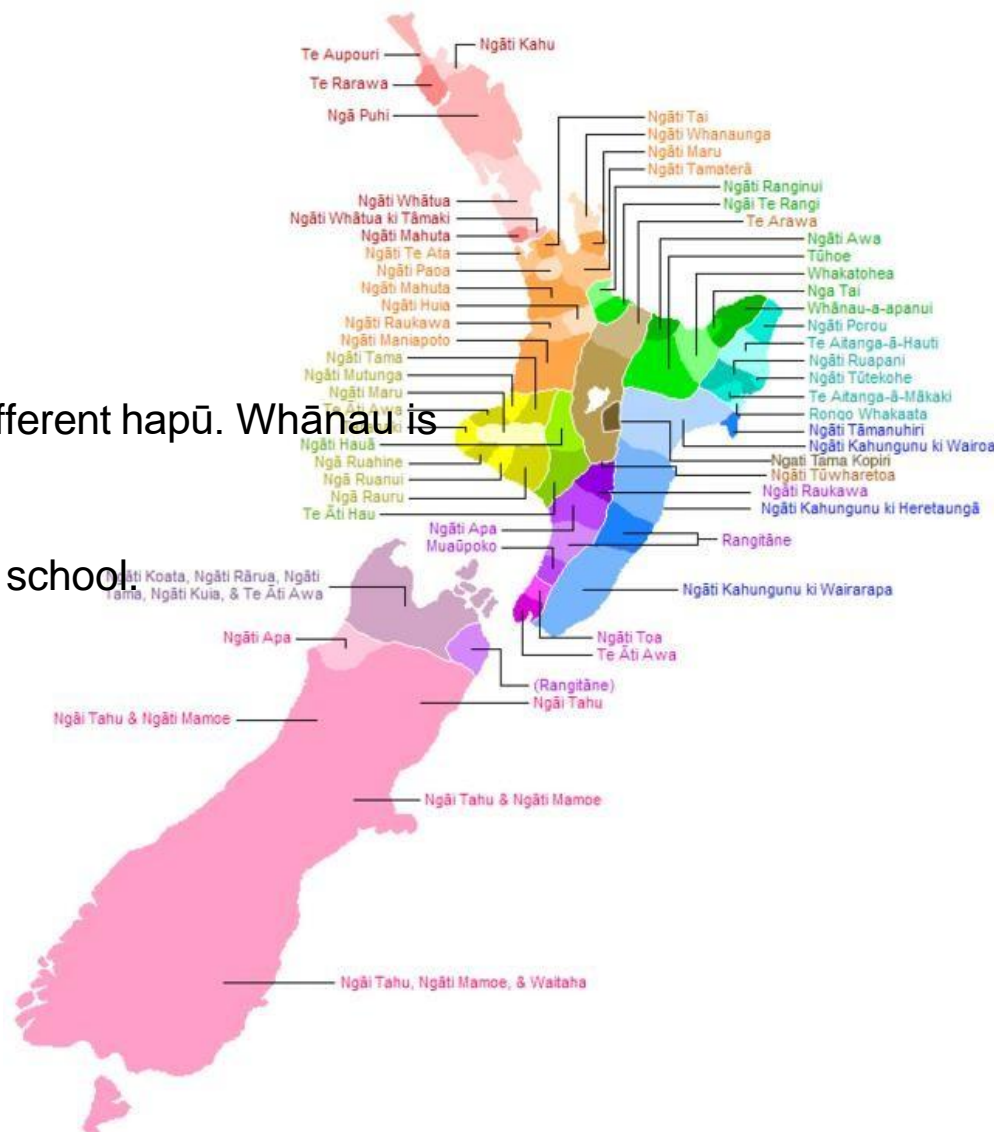 Te Aupouri
Ngāti Kahu
Te Rarawa
Ngā Puhi
Ngāti Tai
Ngāti Whanaunga
Ngāti Maru
Ngāti Tamaterā
Ngāti Ranginui
Ngāi Te Rangi
Te Arawa
Ngāti Whātua
Ngāti Whātua ki Tāmaki
Ngāti Mahuta
Ngāti Te Ata
Ngāti Paoa
Ngāti Mahuta
Ngāti Huia
Ngāti Raukawa
Ngāti Maniapoto
Ngāti Tama
Ngāti Mutunga
Ngāti Maru
Te Āti Awa
Ngāti Hauā
Ngā Ruahine
Ngā Ruanui
Ngā Rauru
Te Āti Hau
Ngāti Awa
Tūhoe
Whakatohea
Nga Tai
Whānau-a-apanui
Ngāti Porou
Te Aitanga-ā-Hauti
Ngāti Ruapani
Ngāti Tūtekohe
Te Aitanga-ā-Mākaki
Rongo Whakaata
Ngāti Tāmanuhiri
Ngāti Kahungunu ki Wairoa
Ngati Tama Kopiri
Ngāti Tūwharetoa
Ngāti Raukawa
Ngāti Kahungunu ki Heretaungā
Ngāti Apa
Muaūpoko
Rangitāne
Ngāti Kahungunu ki Wairarapa
Ngāti Toa
Te Āti Awa
fferent hapū. Whānau is
school.
Ngāti Koata, Ngāti Rārua, Ngāti
Tama, Ngāti Kuia, & Te Āti Awa
Ngāti Apa
(Rangitāne)
Ngāi Tahu
Ngāi Tahu & Ngāti Mamoe
Ngāi Tahu & Ngāti Mamoe
Ngāi Tahu, Ngāti Mamoe, & Waitaha